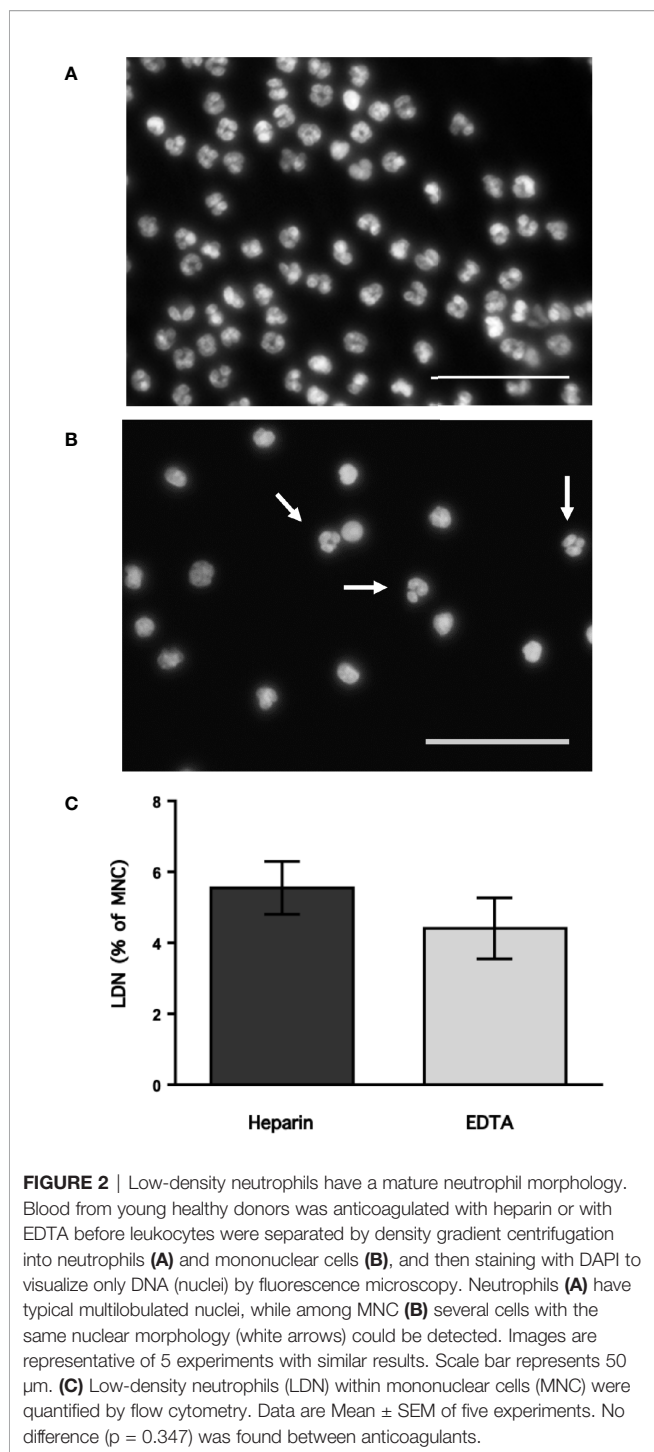 A
B
C
8
6
4
2
0
LDN (% of MNC)
Heparin
EDTA
FIGURE 2 | Low-density neutrophils have a mature neutrophil morphology.
Blood from young healthy donors was anticoagulated with heparin or with
EDTA before leukocytes were separated by density gradient centrifugation
into neutrophils (A) and mononuclear cells (B), and then staining with DAPI to
visualize only DNA (nuclei) by fluorescence microscopy. Neutrophils (A) have
typical multilobulated nuclei, while among MNC (B) several cells with the
same nuclear morphology (white arrows) could be detected. Images are
representative of 5 experiments with similar results. Scale bar represents 50
μm. (C) Low-density neutrophils (LDN) within mononuclear cells (MNC) were
quantified by flow cytometry. Data are Mean ± SEM of five experiments. No
difference (p = 0.347) was found between anticoagulants.